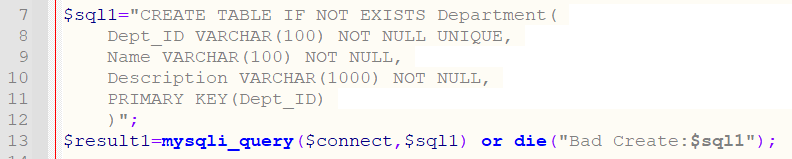 7 $sql1="CREATE TABLE IF NOT EXISTS Department(
8 Dept_ID VARCHAR(100) NOT NULL UNIQUE,
9 Name VARCHAR(100) NOT NULL,
10 Description VARCHAR(1000) NOT NULL,
11 PRIMARY KEY(Dept_ID)
12 )";
13 $result1=mysqli_query($connect,$sql1) or die("Bad Create:$sql1");